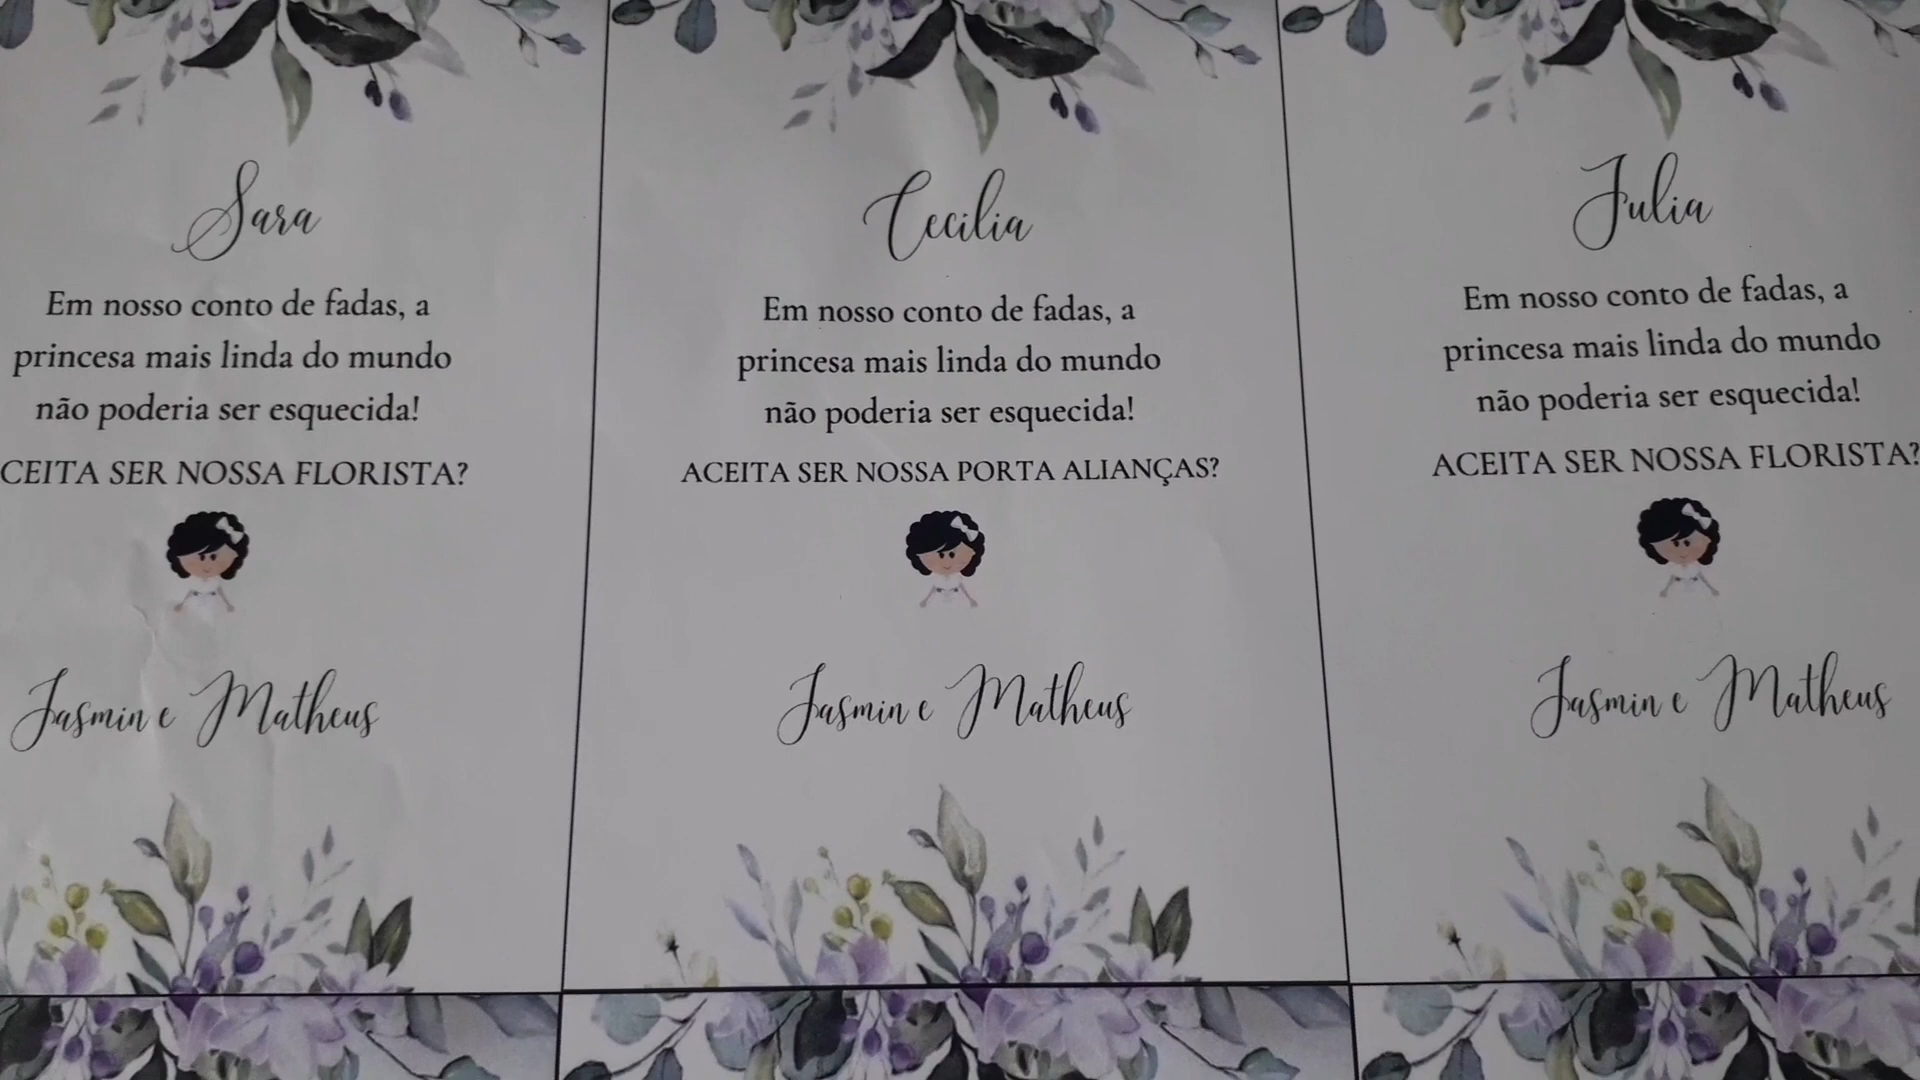 Sara
Em nosso conto de fadas, a
princesa mais linda do mundo
não poderia ser esquecida!
CEITA SER NOSSA FLORISTA?
Jasmin e Matheus
Cecilia
Em nosso conto de fadas, a
princesa mais linda do mundo
não poderia ser esquecida!
ACEITA SER NOSSA PORTA ALIANÇAS?
Jasmin e Matheus
Julia
Em nosso conto de fadas, a
princesa mais linda do mundo
não poderia ser esquecida!
ACEITA SER NOSSA FLORISTA?
Jasmin e Matheus